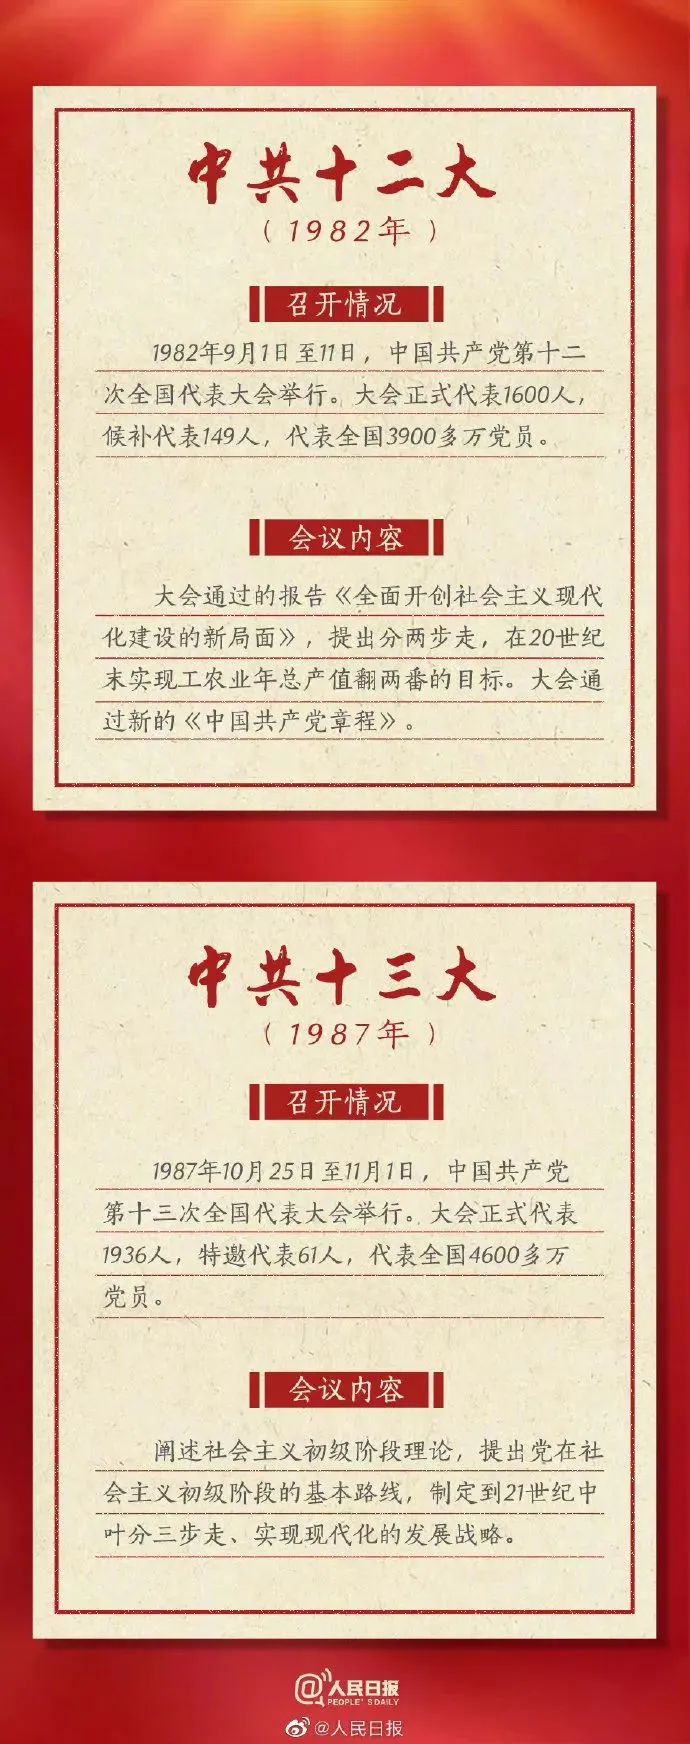 中共十二大
（1982年）
召开情况
1982年9月1日至11日，中国共产党第十二
次全国代表大会举行。大会正式代表1600人，
候补代表149人，代表全国3900多万党员。
会议内容
大会通过的报告《全面开创社会主义现代
化建设的新局面》，提出分两步走，在20世纪
末实现工农业年总产值翻两番的目标。大会通
过新的《中国共产党章程》。
中共十三大
（1987年）
召开情况
1987年10月25日至11月1日，中国共产党
第十三次全国代表大会举行。大会正式代表
1936人，特邀代表61人，代表全国4600多万
党员。
会议内容
阐述社会主义初级阶段理论，提出党在社
会主义初级阶段的基本路线，制定到21世纪中
叶分三步走、实现现代化的发展战略。
@人民日报
PEOPLE'S DAILY
@人民日报